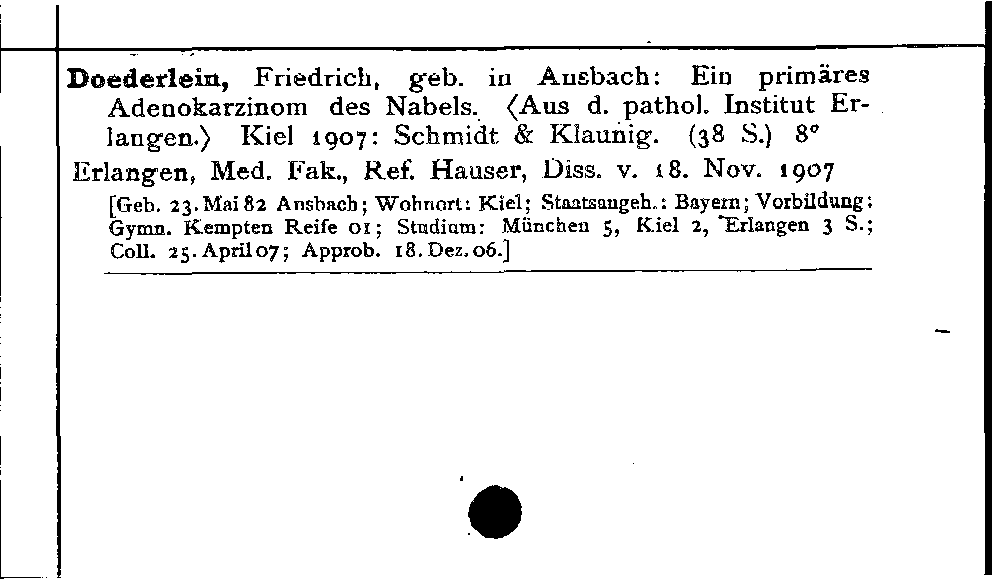 Doederlein, Friedrich, geb. in Ansbach: Ein primäres
Adenokarzinom des Nabels. ⟨Aus d. pathol. Institut Er-
langen.⟩ Kiel 1907: Schmidt & Klaunig. (38 S.) 8°
Erlangen, Med. Fak., Ref. Hauser, Diss. v. 18. Nov. 1907
[Geb. 23. Mai 82 Ansbach; Wohnort: Kiel; Staatsangeh.: Bayern; Vorbildung:
Gymn. Kempten Reife 01; Studium: München 5, Kiel 2, Erlangen 3 S.;
Coll. 25. April 07; Approb. 18. Dez. 06.]